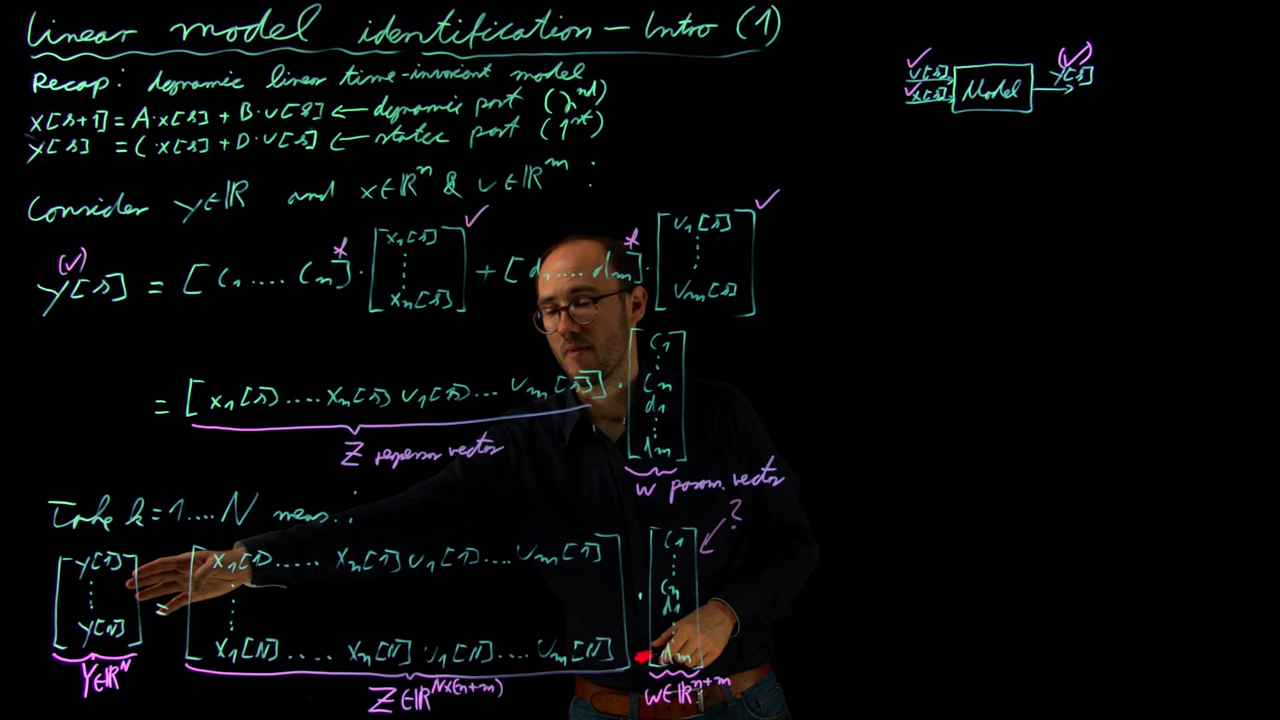 Linear model identification – Intro (1)
Recap: dynamic linear time-invariant model
x[s+1] = A·x[s] + B·u[s] ← dynamic part (2nd)
y[s] = C·x[s] + D·u[s] ← static part (1st)
u[s]
x[s]
Model
y[s]
Consider y∈ℝ and x∈ℝⁿ & u∈ℝᵐ :
(✓)
y[s] = [c1 .... cn]* · [x1[s] ⋮ xn[s]] ✓ + [d1 .... dm]* · [u1[s] ⋮ um[s]] ✓
= [x1[s] .... xn[s] u1[s] ... um[s]] · [c1 ⋮ cn d1 ⋮ dm]
z regressor vector
w param. vector
Take k=1....N meas.:
?
[y[1] ⋮ y[N]] = [x1[1] ..... xn[1] u1[1] .... um[1] ⋮ x1[N] .... xn[N] u1[N] .... um[N]] · [c1 ⋮ cn d1 ⋮ dm]
Y∈ℝᴺ
Z∈ℝ^N×(n+m)
w∈ℝ^n+m